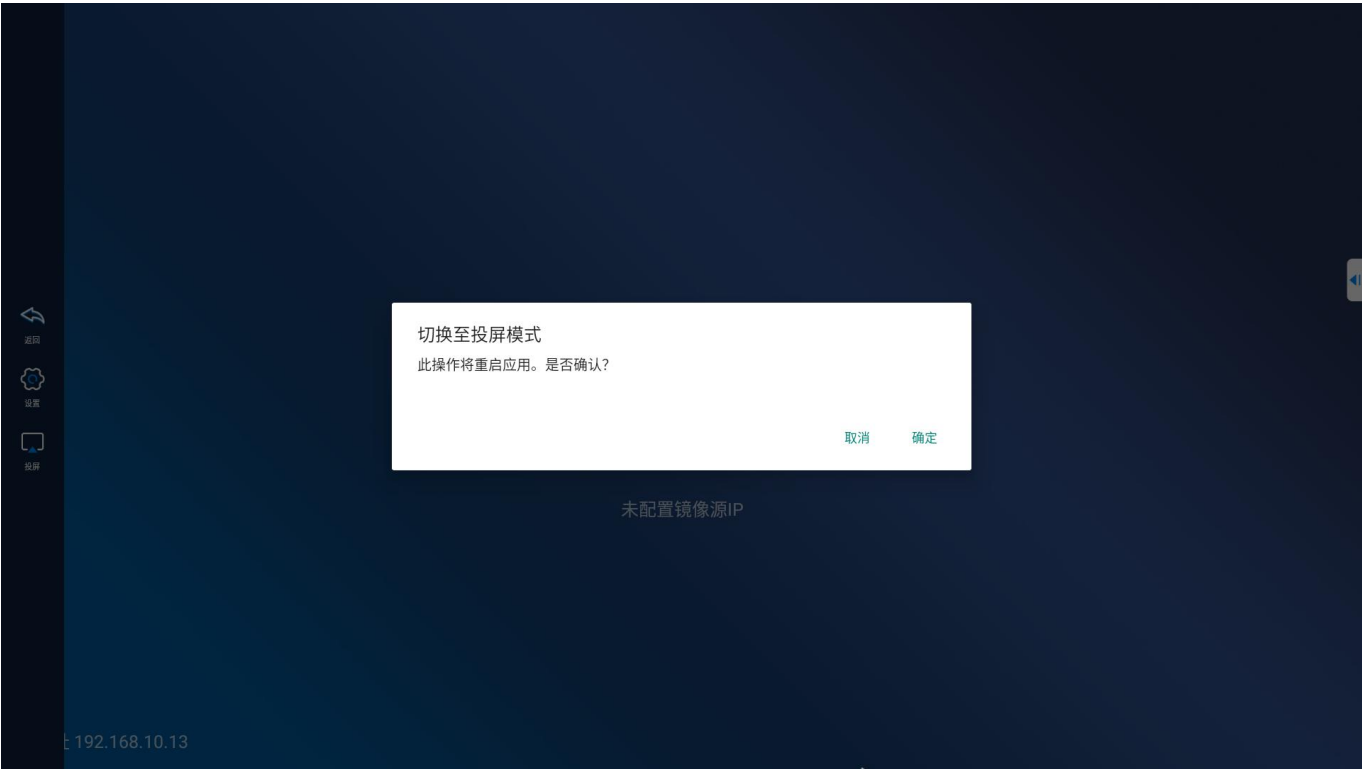 返回
设置
投屏
切换至投屏模式
此操作将重启应用。是否确认?
取消
确定
未配置镜像源IP
192.168.10.13